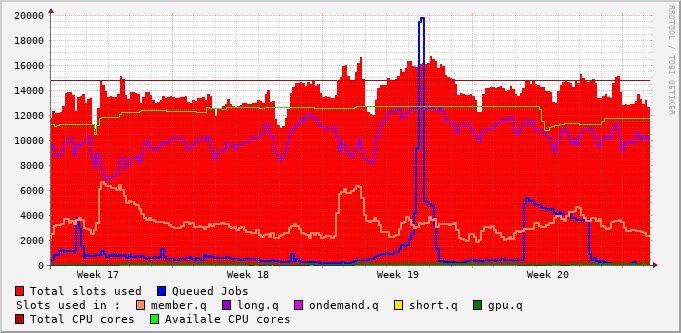 RRDTOOL / TOBI OETIKER
20000
18000
16000
14000
12000
10000
8000
6000
4000
2000
0
Week 17 Week 18 Week 19 Week 20
Total slots used Queued Jobs
Slots used in : member.q long.q ondemand.q short.q gpu.q
Total CPU cores Availale CPU cores